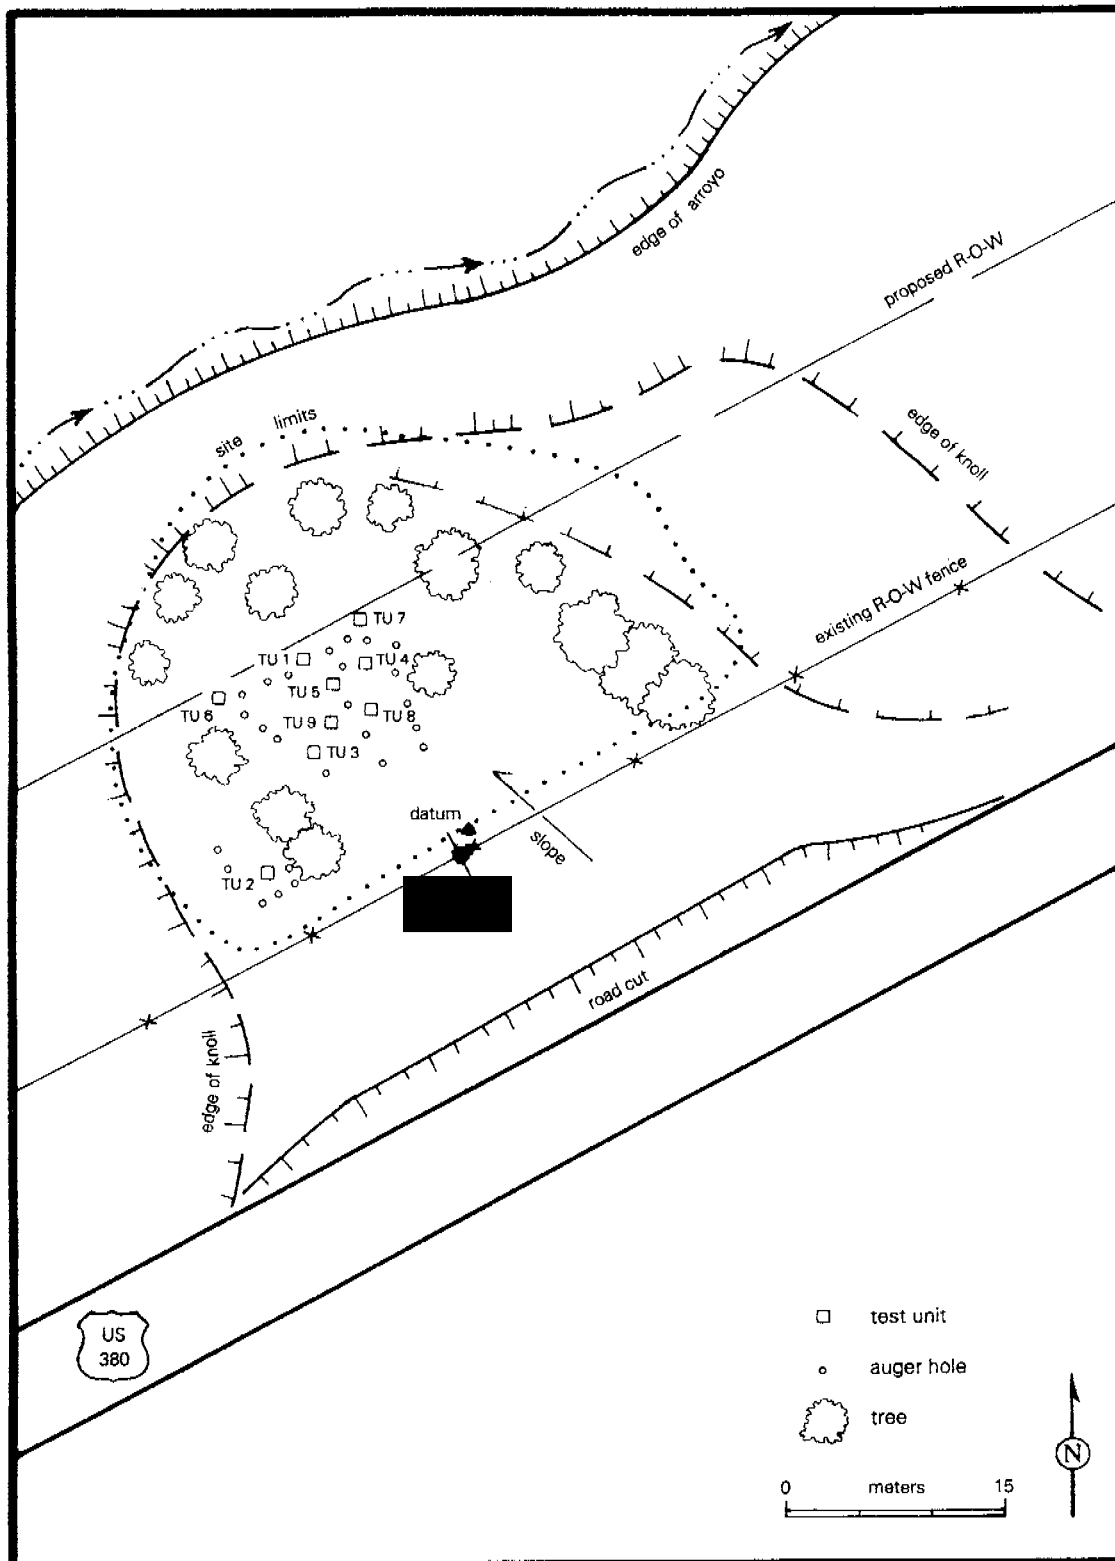 edge of arroyo
proposed R-O-W
site limits
edge of knoll
existing R-O-W fence
TU 7
TU 1
TU 4
TU 5
TU 6
TU 9
TU 8
TU 3
datum
slope
TU 2
road cut
edge of knoll
US
380
test unit
auger hole
tree
N
0 meters 15